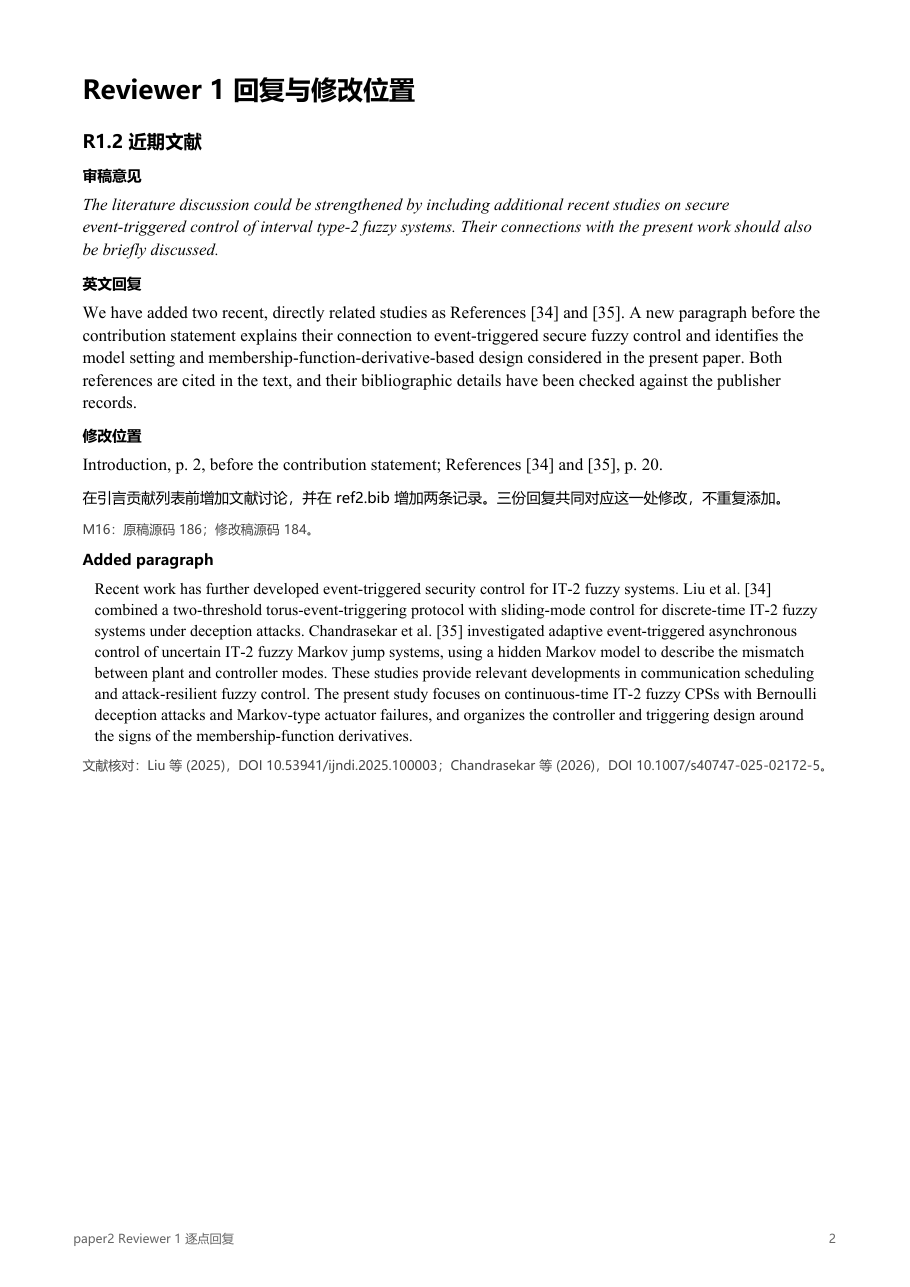 Reviewer 1 回复与修改位置
R1.2 近期文献
审稿意见
The literature discussion could be strengthened by including additional recent studies on secure
event-triggered control of interval type-2 fuzzy systems. Their connections with the present work should also
be briefly discussed.
英文回复
We have added two recent, directly related studies as References [34] and [35]. A new paragraph before the
contribution statement explains their connection to event-triggered secure fuzzy control and identifies the
model setting and membership-function-derivative-based design considered in the present paper. Both
references are cited in the text, and their bibliographic details have been checked against the publisher
records.
修改位置
Introduction, p. 2, before the contribution statement; References [34] and [35], p. 20.
在引言贡献列表前增加文献讨论，并在 ref2.bib 增加两条记录。三份回复共同对应这一处修改，不重复添加。
M16：原稿源码 186；修改稿源码 184。
Added paragraph
Recent work has further developed event-triggered security control for IT-2 fuzzy systems. Liu et al. [34]
combined a two-threshold torus-event-triggering protocol with sliding-mode control for discrete-time IT-2 fuzzy
systems under deception attacks. Chandrasekar et al. [35] investigated adaptive event-triggered asynchronous
control of uncertain IT-2 fuzzy Markov jump systems, using a hidden Markov model to describe the mismatch
between plant and controller modes. These studies provide relevant developments in communication scheduling
and attack-resilient fuzzy control. The present study focuses on continuous-time IT-2 fuzzy CPSs with Bernoulli
deception attacks and Markov-type actuator failures, and organizes the controller and triggering design around
the signs of the membership-function derivatives.
文献核对：Liu 等 (2025)，DOI 10.53941/ijndi.2025.100003；Chandrasekar 等 (2026)，DOI 10.1007/s40747-025-02172-5。
paper2 Reviewer 1 逐点回复
2